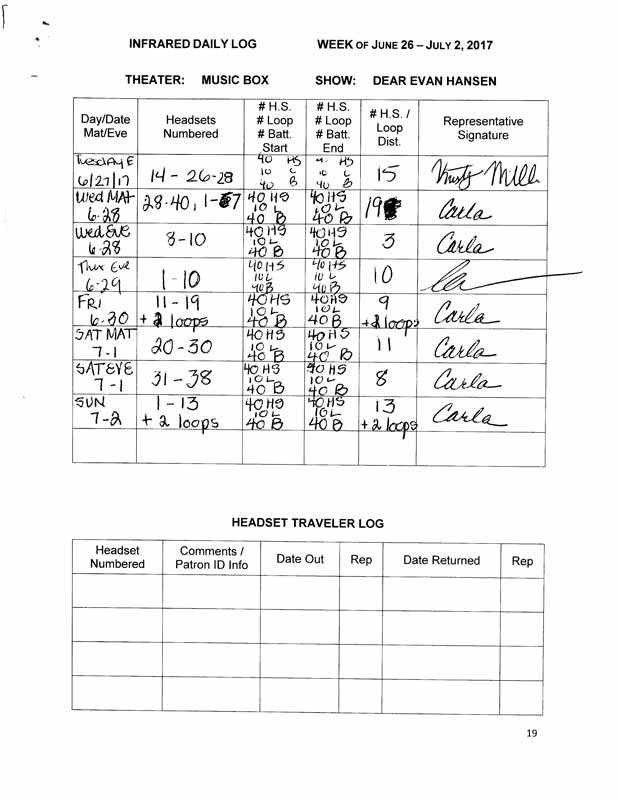 INFRARED DAILY LOG WEEK OF JUNE 26 – JULY 2, 2017
THEATER: MUSIC BOX SHOW: DEAR EVAN HANSEN
Day/Date Mat/Eve Headsets Numbered # H.S. # Loop # Batt. Start # H.S. # Loop # Batt. End # H.S. / Loop Dist. Representative Signature
Tuesday E 6/27/17 14 - 26-28 40 HS 10 L 40 B 40 HS 10 L 40 B 15
Wed MAT 6-28 28-40, 1-7 40 HS 10 L 40 B 40 HS 10 L 40 B 19 Carla
Wed Eve 6-28 8-10 40 HS 10 L 40 B 40 HS 10 L 40 B 3 Carla
Thur Eve 6-29 1-10 40 HS 10 L 40 B 40 HS 10 L 40 B 10
FRI 6-30 11-19 + 2 loops 40 HS 10 L 40 B 40 HS 10 L 40 B 9 + 2 loops Carla
SAT MAT 7-1 20-30 40 HS 10 L 40 B 40 HS 10 L 40 B 11 Carla
SAT EVE 7-1 31-38 40 HS 10 L 40 B 40 HS 10 L 40 B 8 Carla
SUN 7-2 1-13 + 2 loops 40 HS 10 L 40 B 40 HS 10 L 40 B 13 + 2 loops Carla
HEADSET TRAVELER LOG
Headset Numbered Comments / Patron ID Info Date Out Rep Date Returned Rep
19